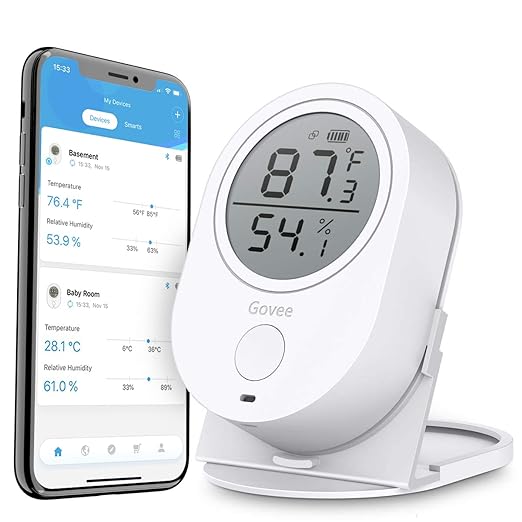 15:33
My Devices
Devices Smarts
Basement
15:33, Nov 15
Temperature
76.4 °F
56°F 85°F
Relative Humidity
53.9 %
33% 63%
Baby Room
15:33, Nov 15
Temperature
28.1 °C
6°C 36°C
Relative Humidity
61.0 %
33% 89%
87.3 °F
54.1 %
Govee